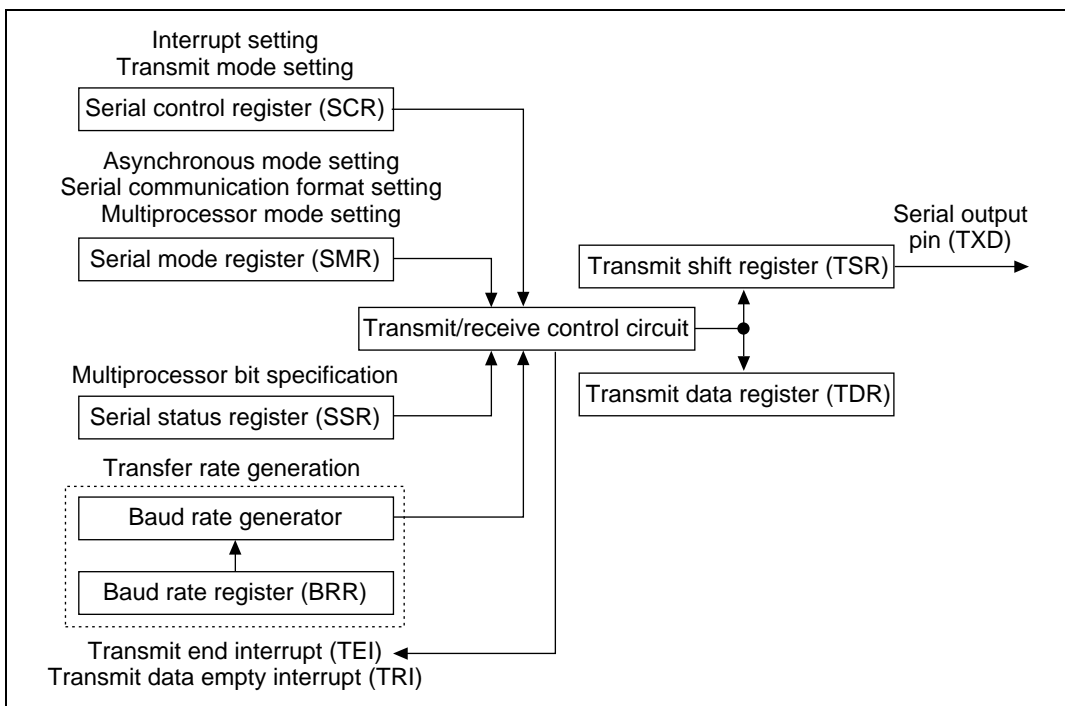 Interrupt setting
Transmit mode setting
Serial control register (SCR)
Asynchronous mode setting
Serial communication format setting
Multiprocessor mode setting
Serial mode register (SMR)
Serial output
pin (TXD)
Transmit shift register (TSR)
Transmit/receive control circuit
Transmit data register (TDR)
Multiprocessor bit specification
Serial status register (SSR)
Transfer rate generation
Baud rate generator
Baud rate register (BRR)
Transmit end interrupt (TEI)
Transmit data empty interrupt (TRI)